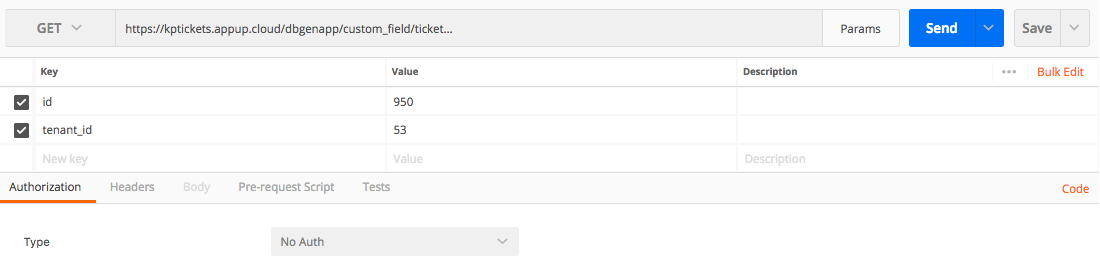 GET https://kptickets.appup.cloud/dbgenapp/custom_field/ticket... Params Send Save
Key Value Description ••• Bulk Edit
id 950
tenant_id 53
New key Value Description
Authorization Headers Body Pre-request Script Tests Code
Type No Auth